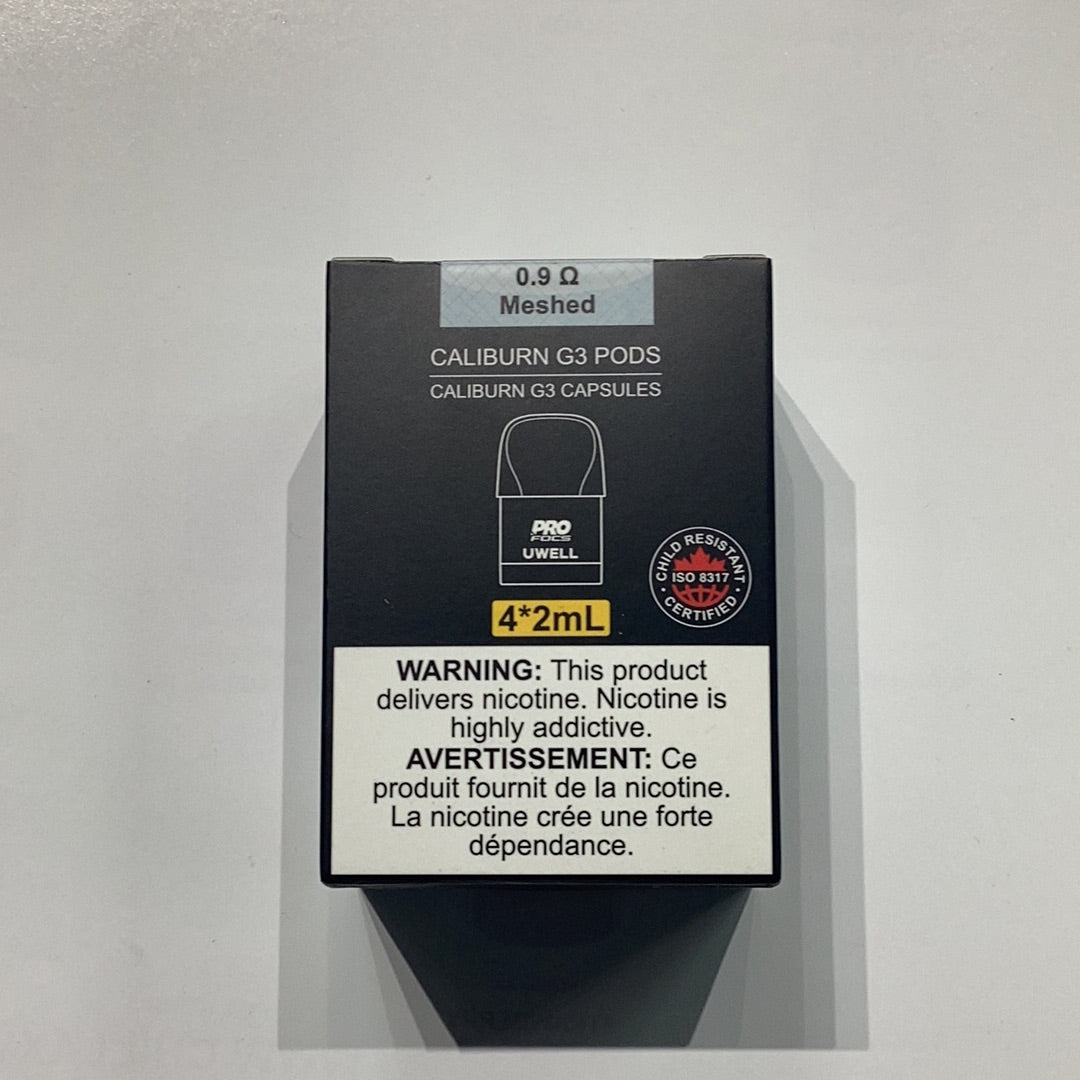 0.9 Ω
Meshed
CALIBURN G3 PODS
CALIBURN G3 CAPSULES
PRO
FOCS
UWELL
CHILD RESISTANT
ISO 8317
CERTIFIED
4*2mL
WARNING: This product
delivers nicotine. Nicotine is
highly addictive.
AVERTISSEMENT: Ce
produit fournit de la nicotine.
La nicotine crée une forte
dépendance.